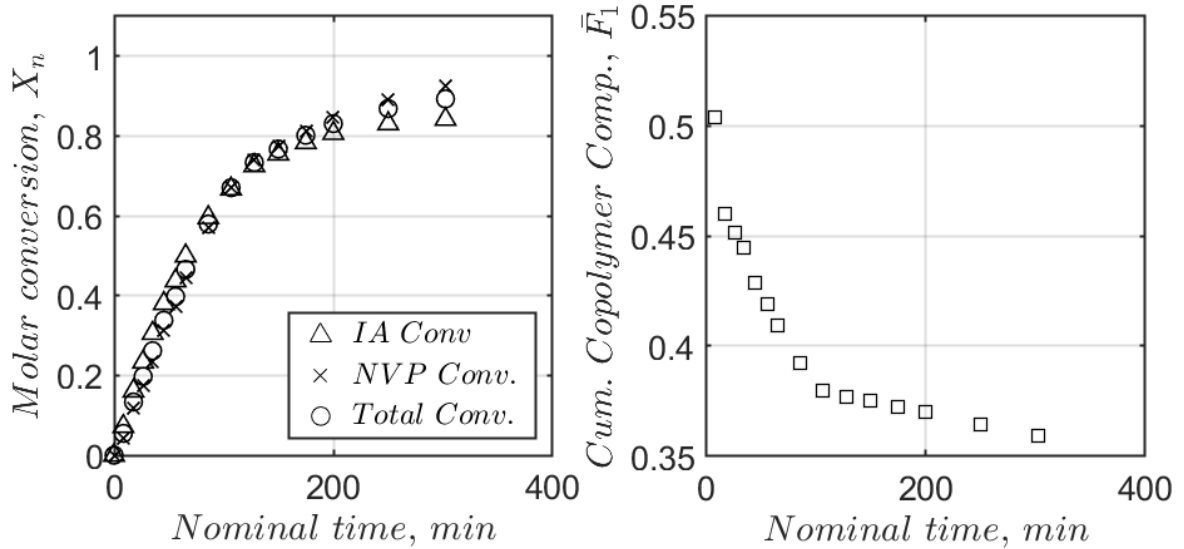 Molar conversion, X_n
1
0.8
0.6
0.4
0.2
0
0 200 400
Nominal time, min
IA Conv
NVP Conv.
Total Conv.
Cum. Copolymer Comp., F̄_1
0.55
0.5
0.45
0.4
0.35
0 200 400
Nominal time, min